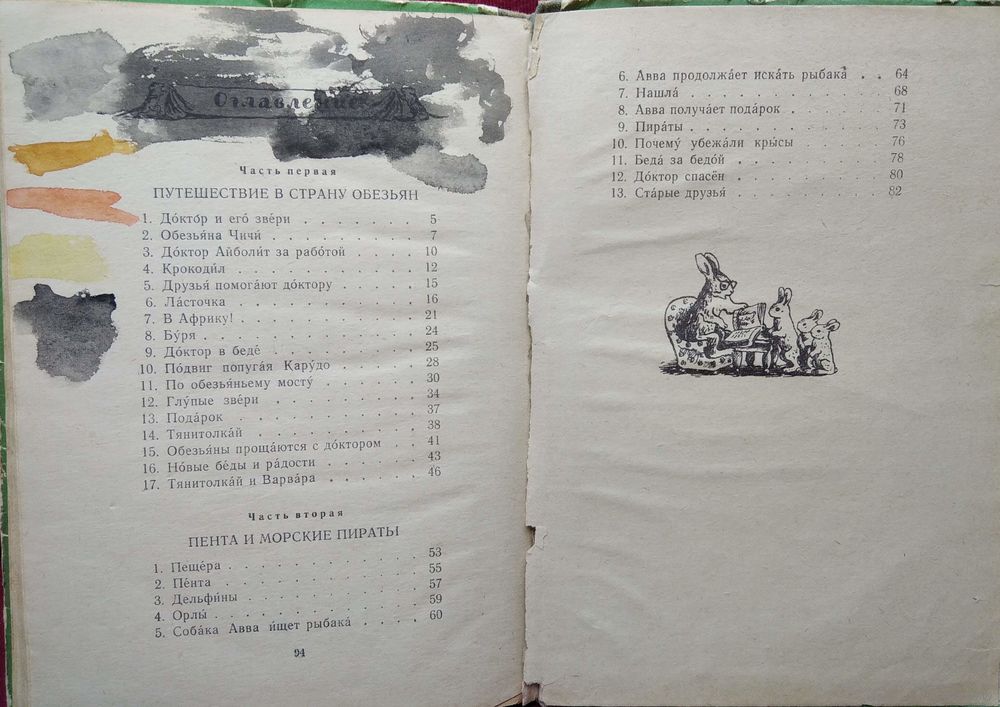 Оглавление
Часть первая
ПУТЕШЕСТВИЕ В СТРАНУ ОБЕЗЬЯН
1. До́ктор и его́ зве́ри . . . . . . . . . 5
2. Обезья́на Чичи́ . . . . . . . . . . 7
3. До́ктор Айболи́т за рабо́той . . . . . 10
4. Крокоди́л . . . . . . . . . . . . 12
5. Друзья́ помога́ют до́ктору . . . . . . 15
6. Ла́сточка . . . . . . . . . . . . 16
7. В Африку! . . . . . . . . . . . . 21
8. Бу́ря . . . . . . . . . . . . . . 24
9. До́ктор в беде́ . . . . . . . . . . 25
10. По́двиг попуга́я Кару́до . . . . . . . 28
11. По обезья́ньему мосту́ . . . . . . . 30
12. Глу́пые зве́ри . . . . . . . . . . 34
13. Пода́рок . . . . . . . . . . . . 37
14. Тянитолка́й . . . . . . . . . . . 38
15. Обезья́ны проща́ются с до́ктором . . 41
16. Но́вые бе́ды и ра́дости . . . . . . . 43
17. Тянитолка́й и Варва́ра . . . . . . . 46
Часть вторая
ПЕНТА И МОРСКИЕ ПИРАТЫ
1. Пеще́ра . . . . . . . . . . . . . 53
2. Пе́нта . . . . . . . . . . . . . 55
3. Дельфи́ны . . . . . . . . . . . . 57
4. Орлы́ . . . . . . . . . . . . . . 59
5. Соба́ка Авва и́щет рыбака́ . . . . 60
94
6. Авва продолжа́ет иска́ть рыбака́ . . 64
7. Нашла́ . . . . . . . . . . . . . 68
8. Авва получа́ет пода́рок . . . . . . . 71
9. Пира́ты . . . . . . . . . . . . . 73
10. Почему́ убежа́ли кры́сы . . . . . . 76
11. Беда́ за бедо́й . . . . . . . . . . 78
12. До́ктор спасён . . . . . . . . . . 80
13. Ста́рые друзья́ . . . . . . . . . . 82